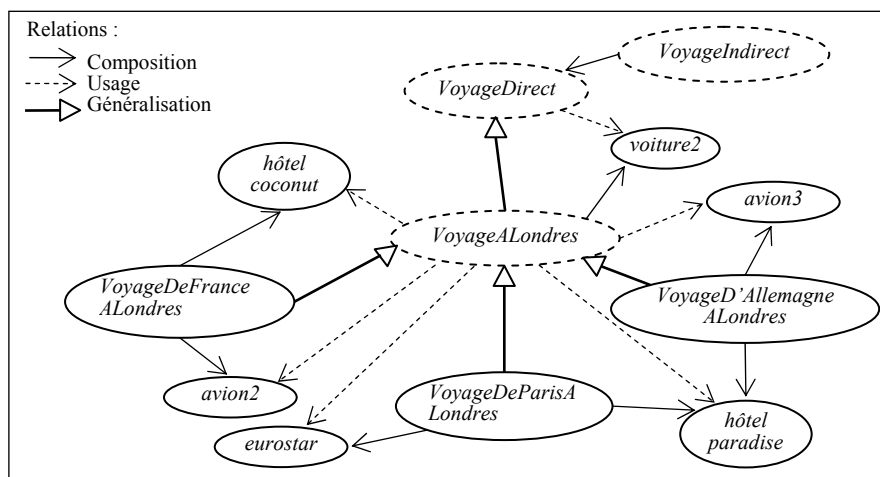 Relations :
Composition
Usage
Généralisation
VoyageIndirect
VoyageDirect
voiture2
hôtel
coconut
avion3
VoyageALondres
VoyageDeFrance
ALondres
VoyageD'Allemagne
ALondres
avion2
VoyageDeParisA
Londres
eurostar
hôtel
paradise